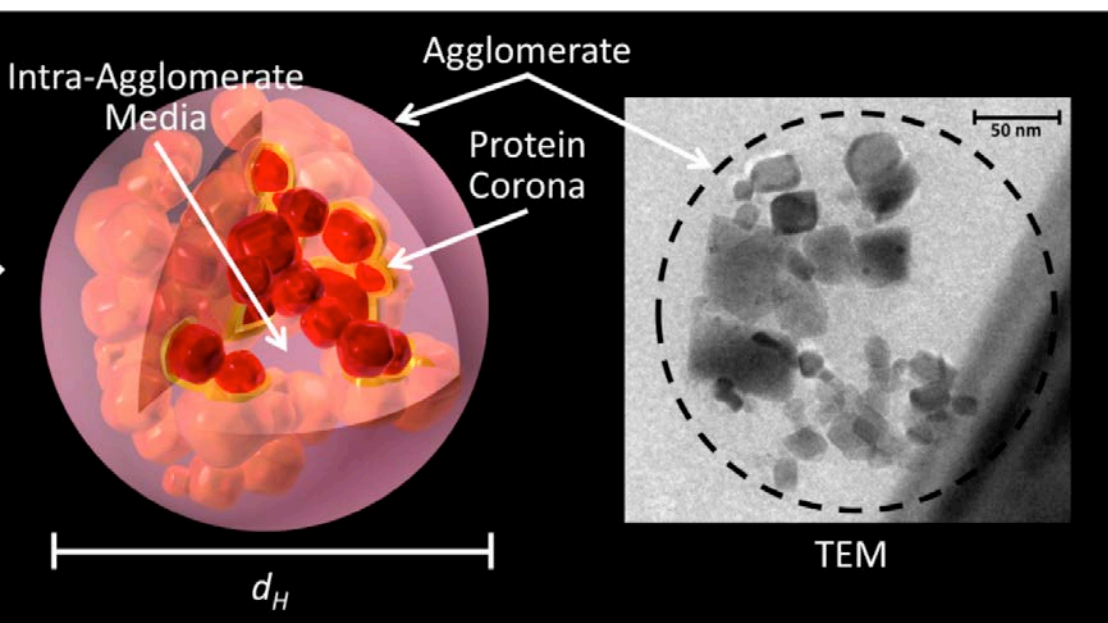 Agglomerate
Intra-Agglomerate
Media
Protein
Corona
50 nm
TEM
d_H